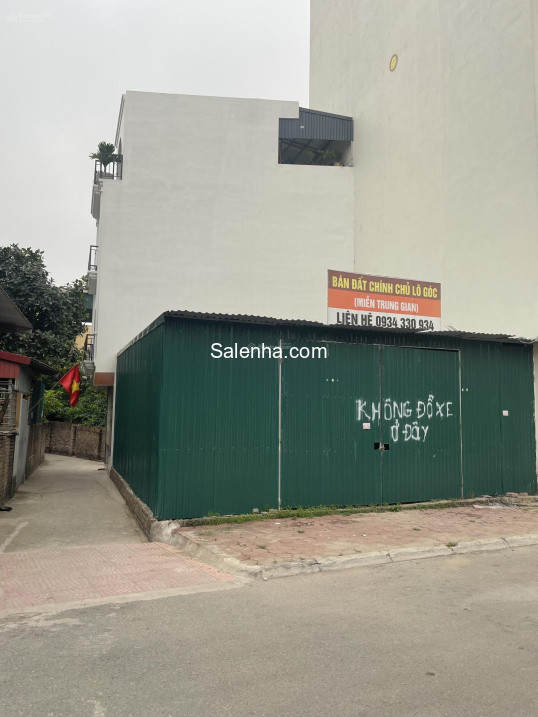 BÁN ĐẤT CHÍNH CHỦ LÔ GÓC
(MIỄN TRUNG GIAN)
LIÊN HỆ 0934 330 934
Salenha.com
KHÔNG ĐỖ XE
Ở ĐÂY